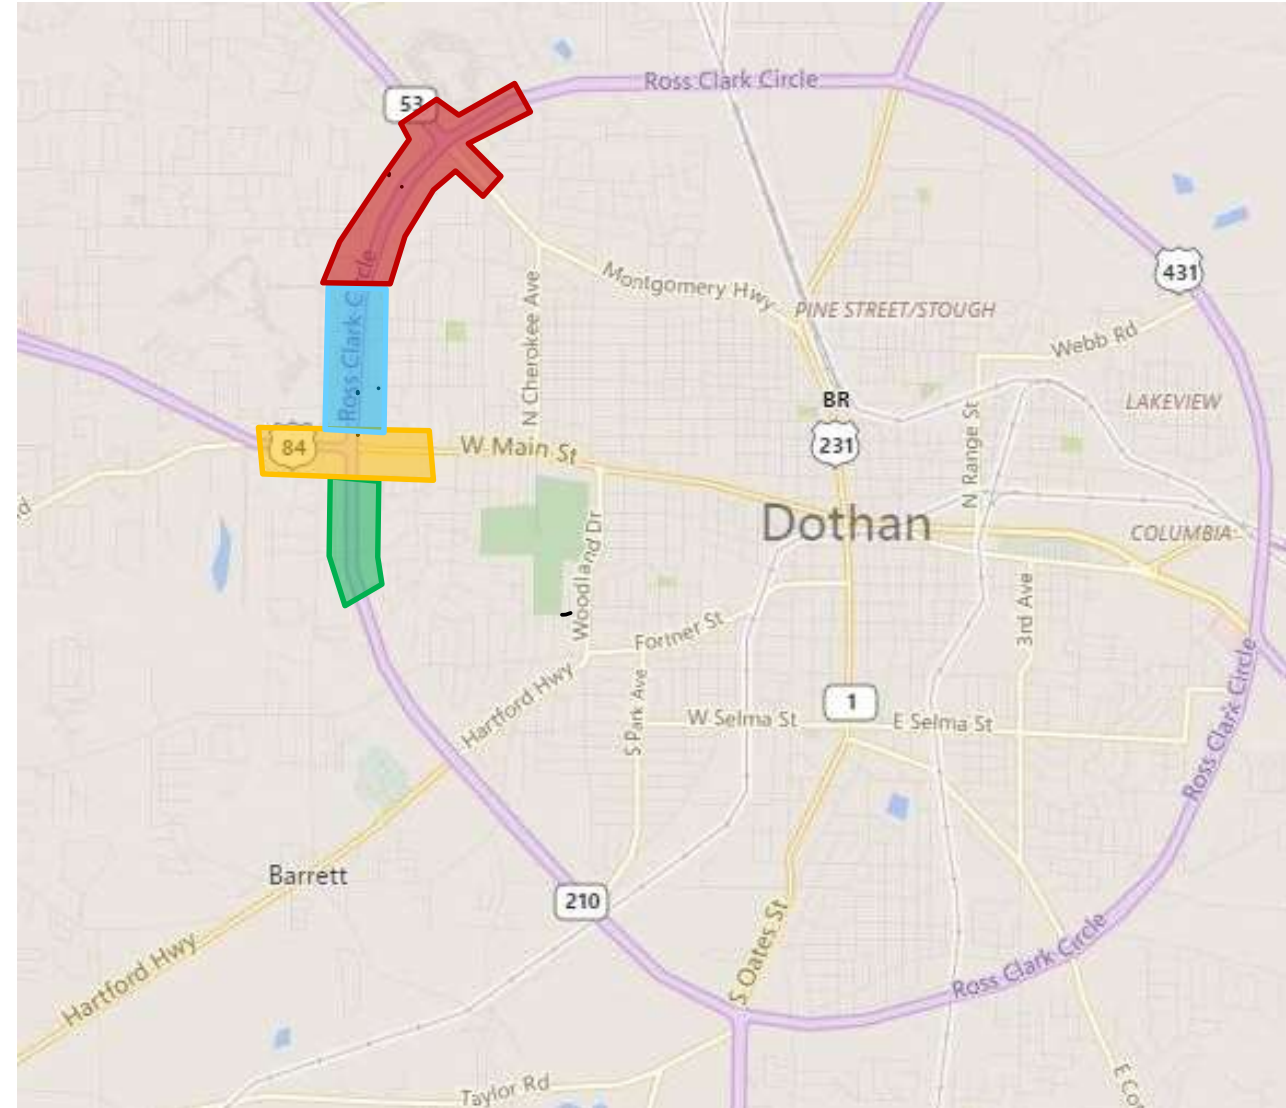 Ross Clark Circle
53
431
Ross Clark Circle
N Cherokee Ave
Montgomery Hwy
PINE STREET/STOUGH
Webb Rd
BR
231
LAKEVIEW
N Range St
84
W Main St
Dothan
COLUMBIA
Woodland Dr
3rd Ave
Forrner St
Hartford Hwy
S Park Ave
1
W Selma St
E Selma St
Ross Clark Circle
Barrett
210
S Oates St
Ross Clark Circle
Hartford Hwy
Taylor Rd
E Co